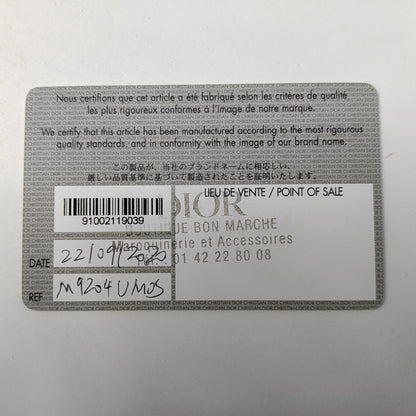 Nous certifions que cet article a été fabriqué selon les critères de qualité
les plus rigoureux conformes à l'image de notre marque.
We certify that this article has been manufactured according to the most rigourous
quality standards, and in conformity with the image of our brand name.
この製品が、当社のブランドネームに相応しい、
厳しい品質基準に基づいて製造されたことを証明いたします。
LIEU DE VENTE / POINT OF SALE
DIOR
91002119039
BON MARCHE
Maroquinerie et Accessoires
01 42 22 80 08
DATE 22/09/2020
REF. M9204UMOS